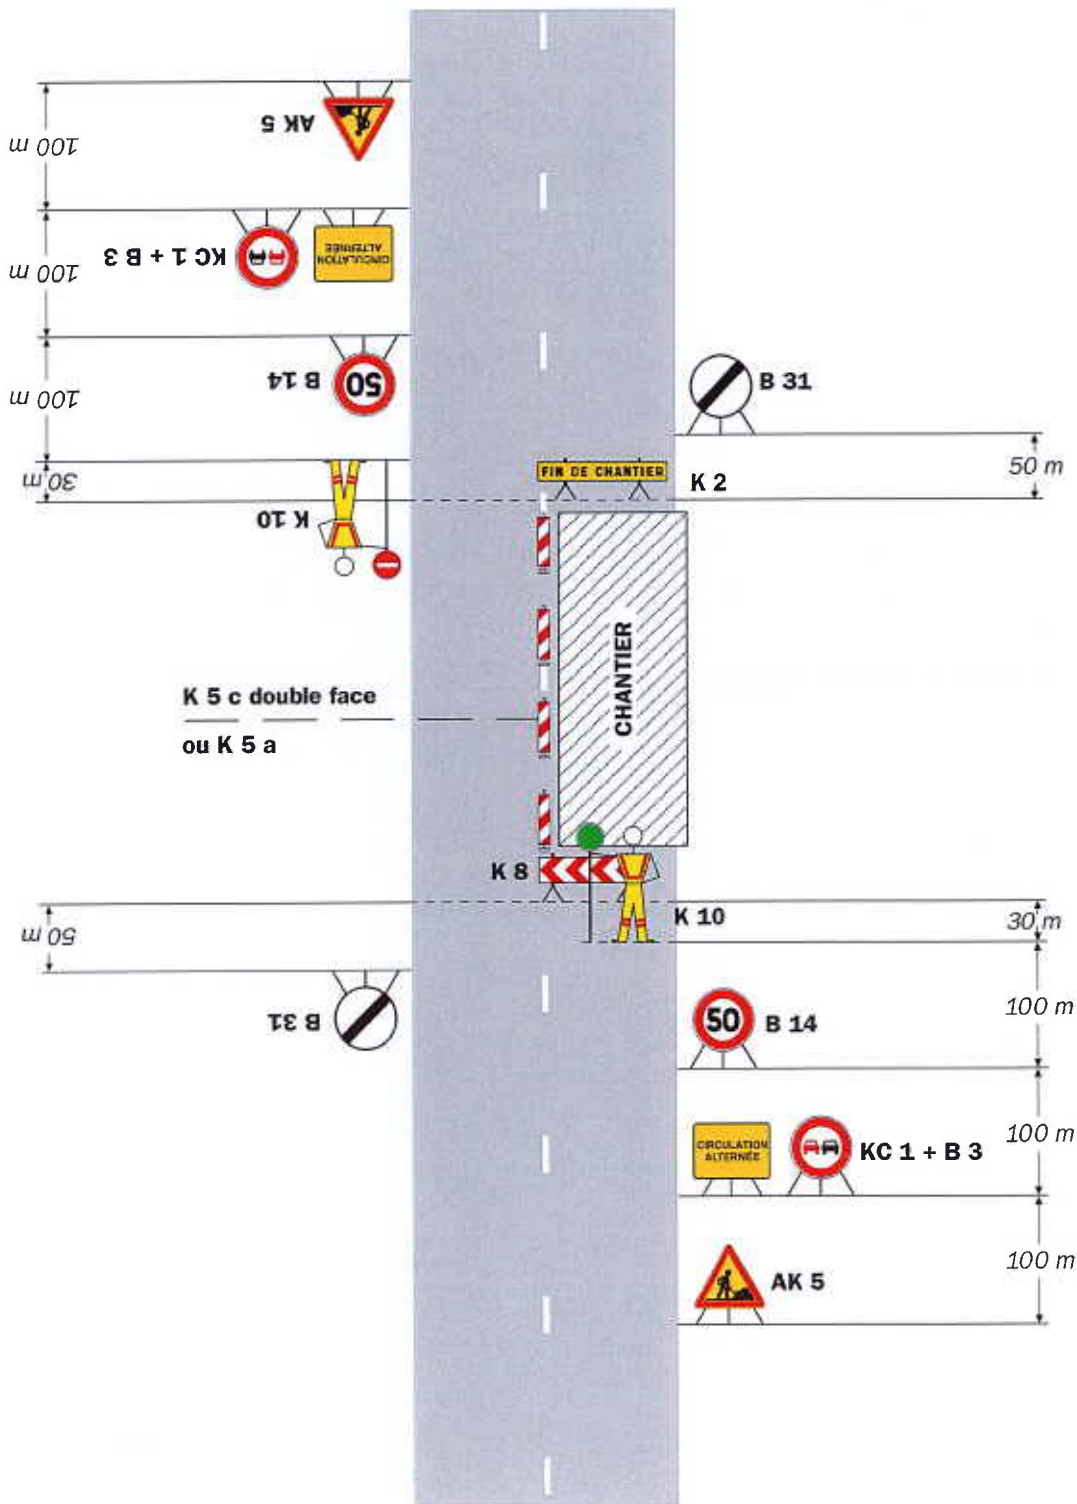 AK 5
100 m
KC 1 + B 3
CIRCULATION
ALTERNÉE
100 m
B 14
50
100 m
B 31
50 m
FIN DE CHANTIER
K 2
30 m
K 10
CHANTIER
K 5 c double face
ou K 5 a
K 8
K 10
30 m
50 m
B 31
50
B 14
100 m
CIRCULATION
ALTERNÉE
KC 1 + B 3
100 m
AK 5
100 m